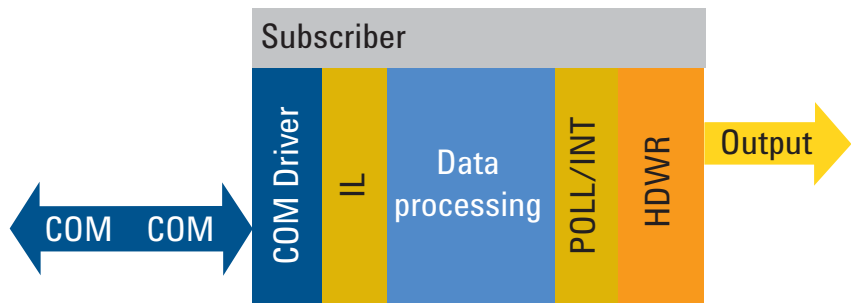 Subscriber
COM Driver
IL
Data
processing
POLL/INT
HDWR
Output
COM COM